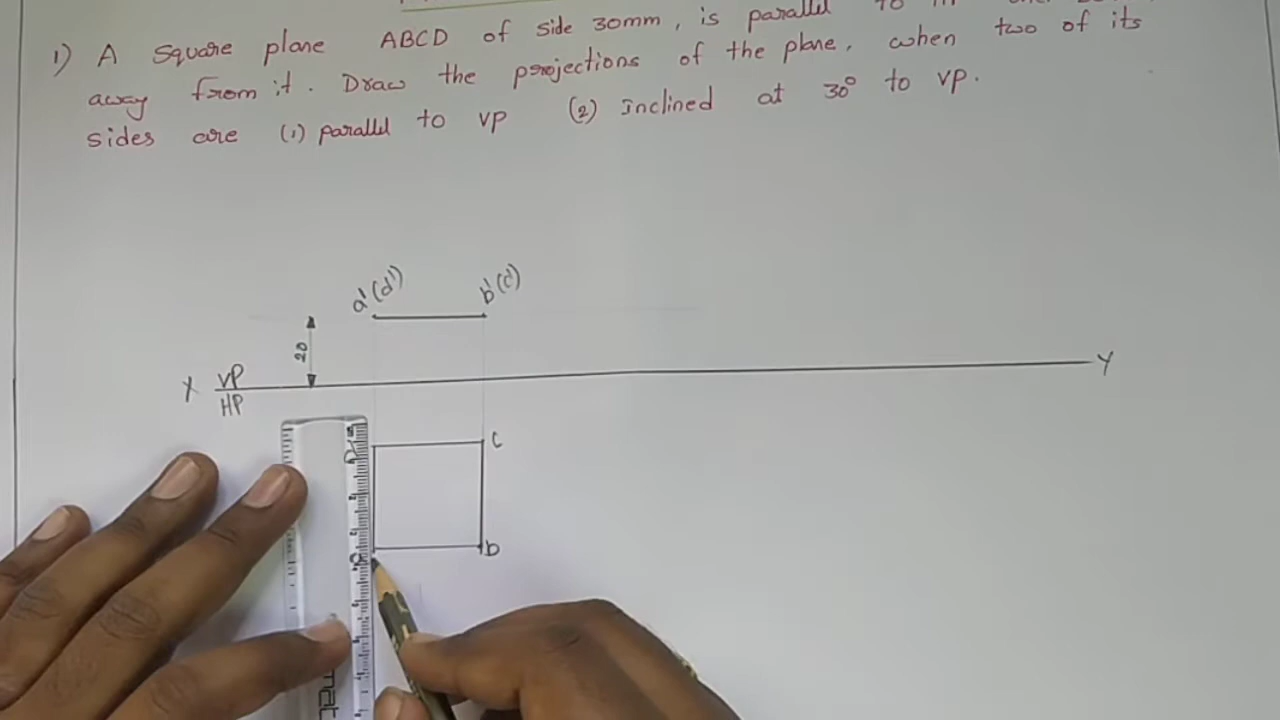 1) A square plane ABCD of side 30mm, is parallel to
away from it. Draw the projections of the plane, when two of its
sides are (1) parallel to VP (2) Inclined at 30° to VP.
a'(d') b'(c')
20
X VP Y
HP
c
b